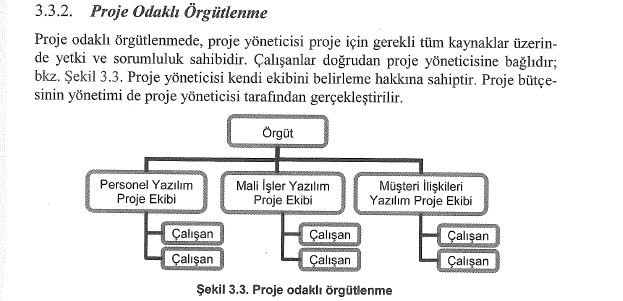 3.3.2. Proje Odaklı Örgütlenme
Proje odaklı örgütlenmede, proje yöneticisi proje için gerekli tüm kaynaklar üzerin-
de yetki ve sorumluluk sahibidir. Çalışanlar doğrudan proje yöneticisine bağlıdır;
bkz. Şekil 3.3. Proje yöneticisi kendi ekibini belirleme hakkına sahiptir. Proje bütçe-
sinin yönetimi de proje yöneticisi tarafından gerçekleştirilir.
Örgüt
Personel Yazılım
Proje Ekibi
Mali İşler Yazılım
Proje Ekibi
Müşteri İlişkileri
Yazılım Proje Ekibi
Çalışan
Çalışan
Çalışan
Çalışan
Çalışan
Çalışan
Şekil 3.3. Proje odaklı örgütlenme